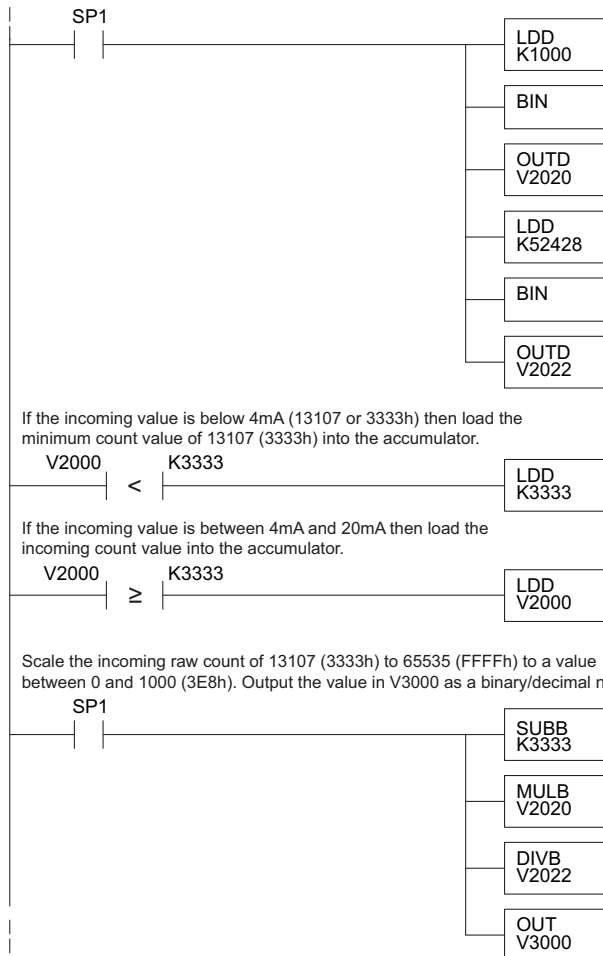 SP1
LDD
K1000
BIN
OUTD
V2020
LDD
K52428
BIN
OUTD
V2022
If the incoming value is below 4mA (13107 or 3333h) then load the
minimum count value of 13107 (3333h) into the accumulator.
V2000 < K3333
LDD
K3333
If the incoming value is between 4mA and 20mA then load the
incoming count value into the accumulator.
V2000 ≥ K3333
LDD
V2000
Scale the incoming raw count of 13107 (3333h) to 65535 (FFFFh) to a value
between 0 and 1000 (3E8h). Output the value in V3000 as a binary/decimal
SP1
SUBB
K3333
MULB
V2020
DIVB
V2022
OUT
V3000